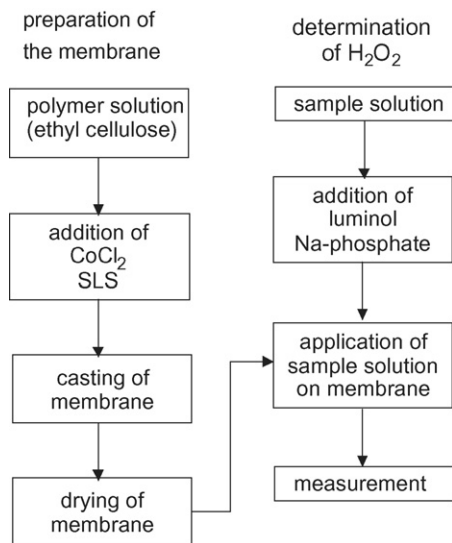 preparation of
the membrane
polymer solution
(ethyl cellulose)
addition of
CoCl₂
SLS
casting of
membrane
drying of
membrane
determination
of H₂O₂
sample solution
addition of
luminol
Na-phosphate
application of
sample solution
on membrane
measurement